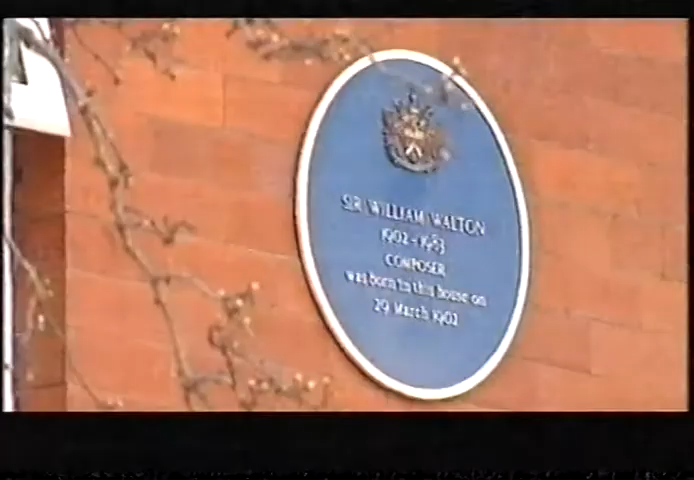 SIR WILLIAM WALTON
1902-1983
COMPOSER
was born in this house on
29 March 1902